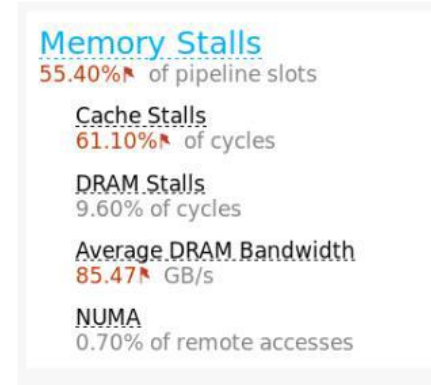 Memory Stalls
55.40% of pipeline slots
Cache Stalls
61.10% of cycles
DRAM Stalls
9.60% of cycles
Average DRAM Bandwidth
85.47 GB/s
NUMA
0.70% of remote accesses